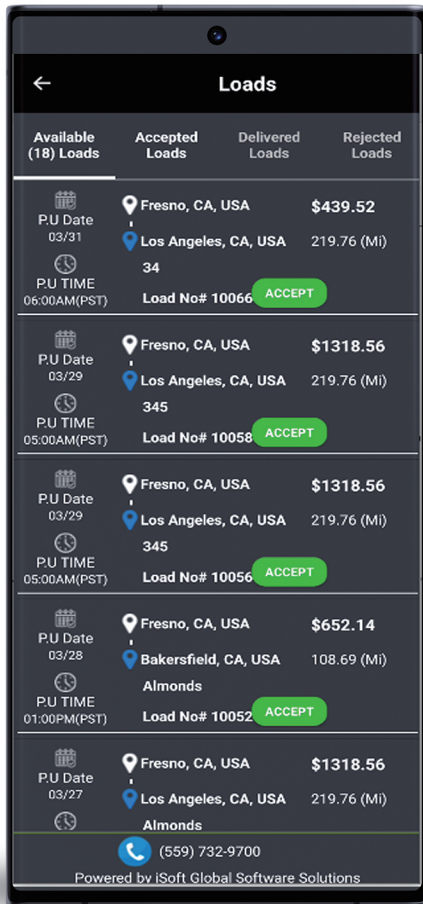 Loads
Available
(18) Loads
Accepted
Loads
Delivered
Loads
Rejected
Loads
P.U Date
03/31
P.U TIME
06:00AM(PST)
Fresno, CA, USA
$439.52
Los Angeles, CA, USA
219.76 (Mi)
34
Load No# 10066
ACCEPT
P.U Date
03/29
P.U TIME
05:00AM(PST)
Fresno, CA, USA
$1318.56
Los Angeles, CA, USA
219.76 (Mi)
345
Load No# 10058
ACCEPT
P.U Date
03/29
P.U TIME
05:00AM(PST)
Fresno, CA, USA
$1318.56
Los Angeles, CA, USA
219.76 (Mi)
345
Load No# 10056
ACCEPT
P.U Date
03/28
P.U TIME
01:00PM(PST)
Fresno, CA, USA
$652.14
Bakersfield, CA, USA
108.69 (Mi)
Almonds
Load No# 10052
ACCEPT
P.U Date
03/27
Fresno, CA, USA
$1318.56
Los Angeles, CA, USA
219.76 (Mi)
Almonds
(559) 732-9700
Powered by iSoft Global Software Solutions